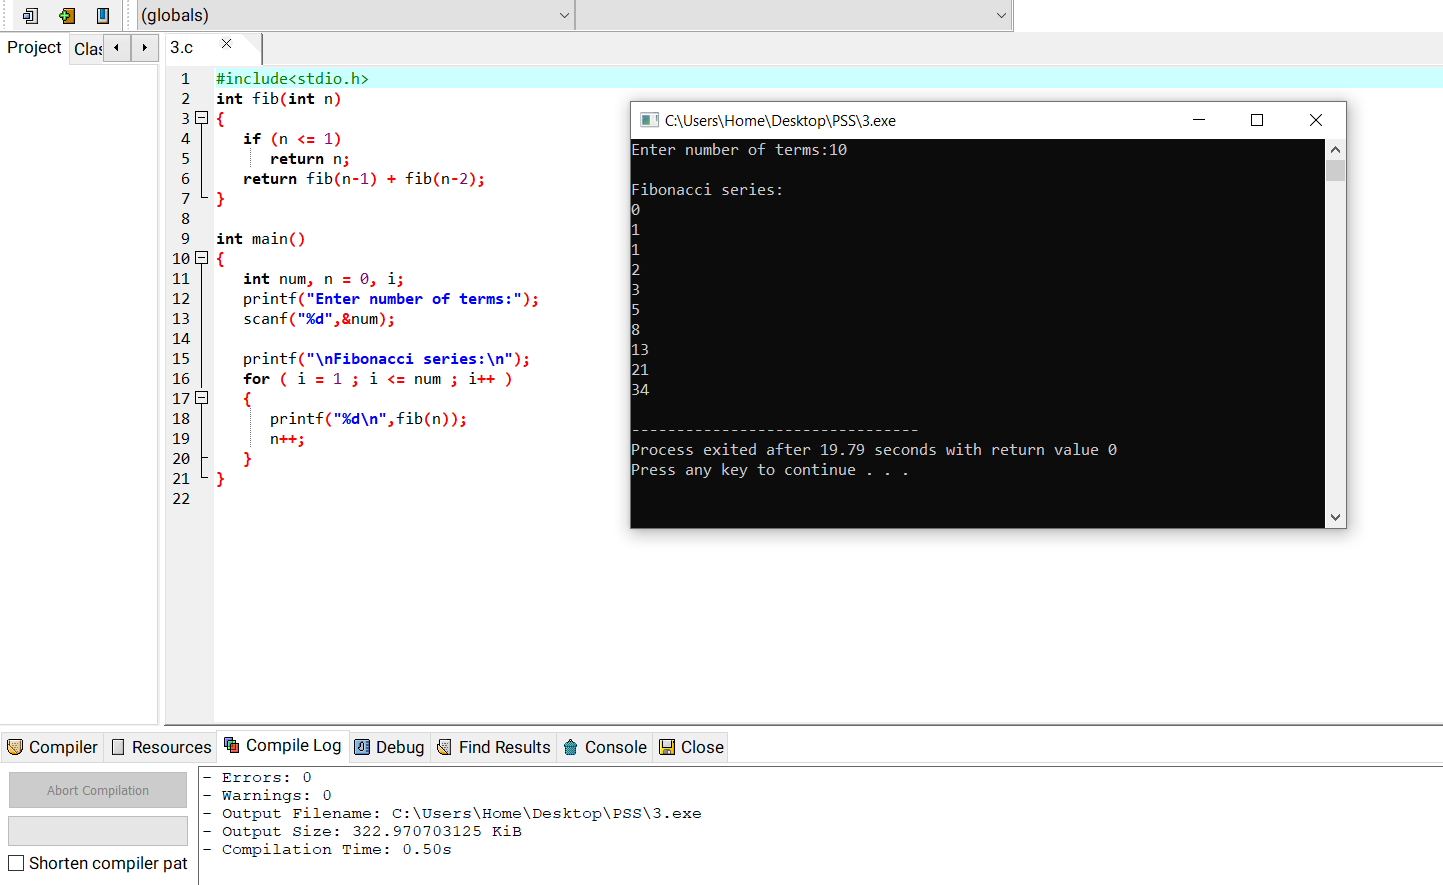 (globals)
Project Clas 3.c
1 #include<stdio.h>
2 int fib(int n)
3 {
4 if (n <= 1)
5 return n;
6 return fib(n-1) + fib(n-2);
7 }
8
9 int main()
10 {
11 int num, n = 0, i;
12 printf("Enter number of terms:");
13 scanf("%d",&num);
14
15 printf("\nFibonacci series:\n");
16 for ( i = 1 ; i <= num ; i++ )
17 {
18 printf("%d\n",fib(n));
19 n++;
20 }
21 }
22
C:\Users\Home\Desktop\PSS\3.exe
Enter number of terms:10
Fibonacci series:
0
1
1
2
3
5
8
13
21
34
--------------------------------
Process exited after 19.79 seconds with return value 0
Press any key to continue . . .
Compiler Resources Compile Log Debug Find Results Console Close
Abort Compilation
Shorten compiler pat
- Errors: 0
- Warnings: 0
- Output Filename: C:\Users\Home\Desktop\PSS\3.exe
- Output Size: 322.970703125 KiB
- Compilation Time: 0.50s